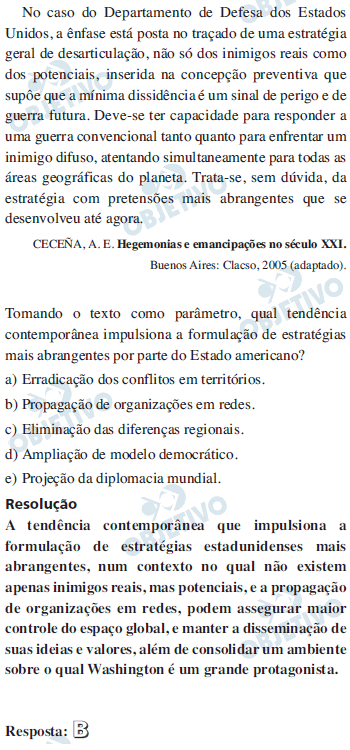 No caso do Departamento de Defesa dos Estados
Unidos, a ênfase está posta no traçado de uma estratégia
geral de desarticulação, não só dos inimigos reais como
dos potenciais, inserida na concepção preventiva que
supõe que a mínima dissidência é um sinal de perigo e de
guerra futura. Deve-se ter capacidade para responder a
uma guerra convencional tanto quanto para enfrentar um
inimigo difuso, atentando simultaneamente para todas as
áreas geográficas do planeta. Trata-se, sem dúvida, da
estratégia com pretensões mais abrangentes que se
desenvolveu até agora.
CECEÑA, A. E. Hegemonias e emancipações no século XXI.
Buenos Aires: Clacso, 2005 (adaptado).
Tomando o texto como parâmetro, qual tendência
contemporânea impulsiona a formulação de estratégias
mais abrangentes por parte do Estado americano?
a) Erradicação dos conflitos em territórios.
b) Propagação de organizações em redes.
c) Eliminação das diferenças regionais.
d) Ampliação de modelo democrático.
e) Projeção da diplomacia mundial.
Resolução
A tendência contemporânea que impulsiona a
formulação de estratégias estadunidenses mais
abrangentes, num contexto no qual não existem
apenas inimigos reais, mas potenciais, e a propagação
de organizações em redes, podem assegurar maior
controle do espaço global, e manter a disseminação de
suas ideias e valores, além de consolidar um ambiente
sobre o qual Washington é um grande protagonista.
Resposta: B
OBJETIVO
OBJETIVO
OBJETIVO
OBJETIVO
OBJETIVO
OBJETIVO